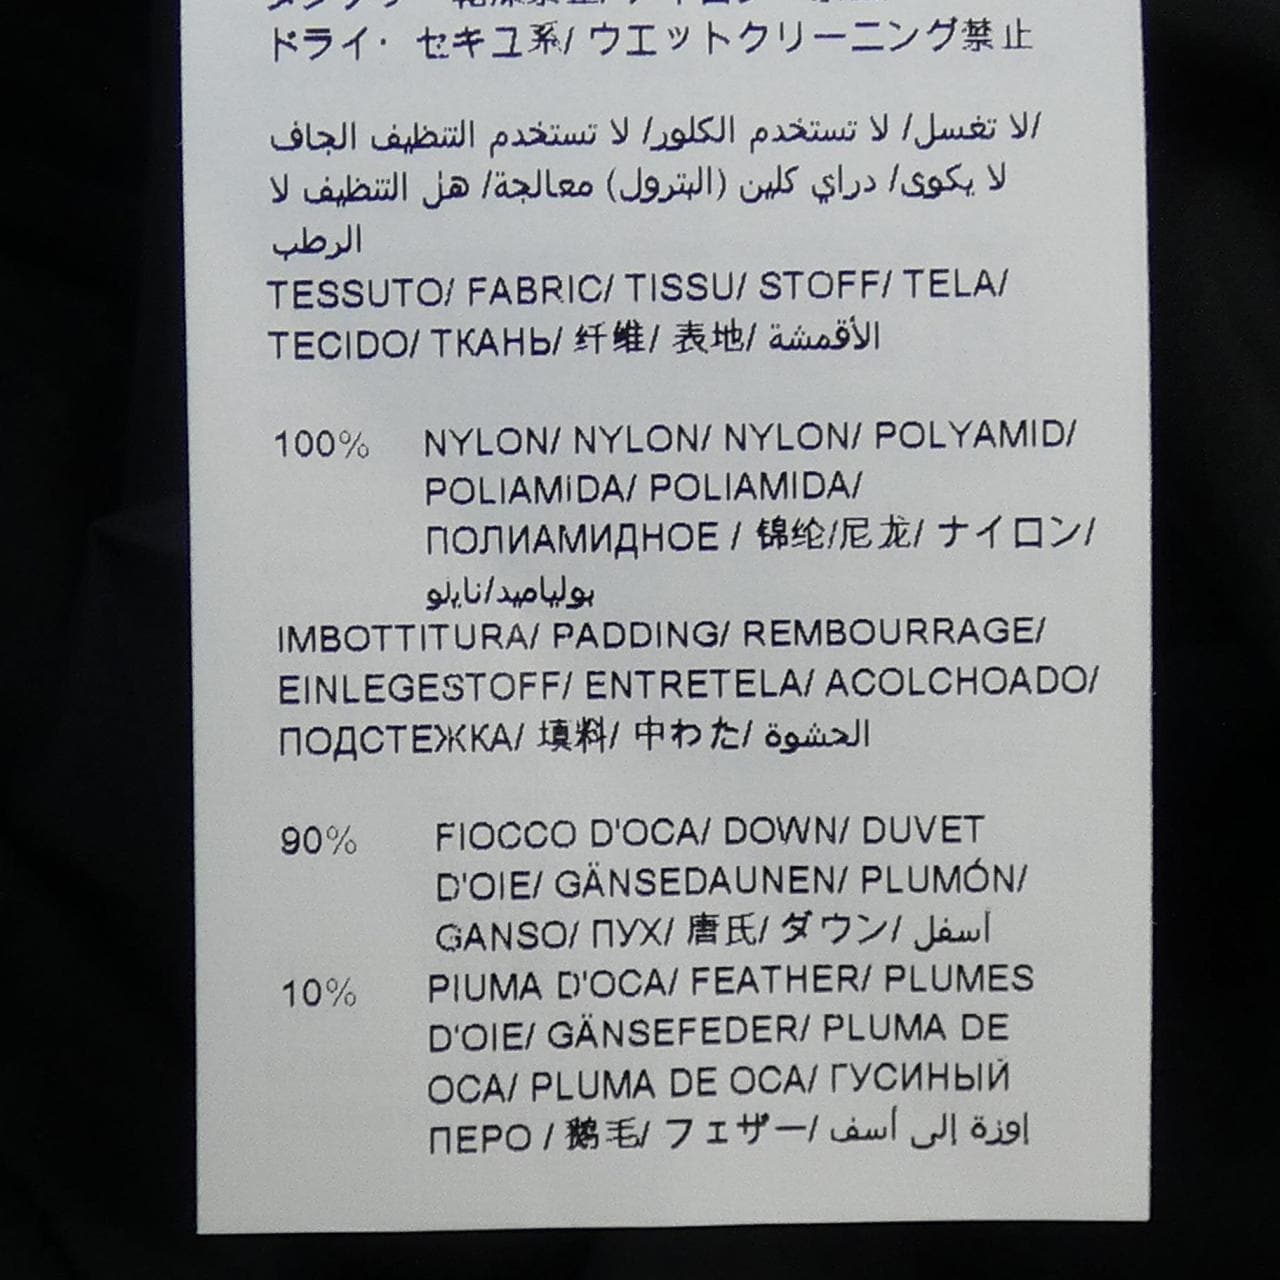 ドライ・ セキユ系/ ウエットクリーニング禁止
لا تغسل/ لا تستخدم الكلور/ لا تستخدم التنظيف الجاف/
لا يكوى/ دراي كلين (البترول) معالجة/ هل التنظيف لا
الرطب
TESSUTO/ FABRIC/ TISSU/ STOFF/ TELA/
TECIDO/ ТКАНЬ/ 纤维/ 表地/ الأقمشة
100% NYLON/ NYLON/ NYLON/ POLYAMID/
POLIAMIDA/ POLIAMIDA/
ПОЛИАМИДНОЕ / 锦纶/尼龙/ ナイロン/
بولياميد/نايلو
IMBOTTITURA/ PADDING/ REMBOURRAGE/
EINLEGESTOFF/ ENTRETELA/ ACOLCHOADO/
ПОДСТЕЖКА/ 填料/ 中わた/ الحشوة
90% FIOCCO D'OCA/ DOWN/ DUVET
D'OIE/ GÄNSEDAUNEN/ PLUMÓN/
GANSO/ ПУХ/ 唐氏/ ダウン/ أسفل
10% PIUMA D'OCA/ FEATHER/ PLUMES
D'OIE/ GÄNSEFEDER/ PLUMA DE
OCA/ PLUMA DE OCA/ ГУСИНЫЙ
ПЕРО / 鹅毛/ フェザー/ إوزة إلى أسف